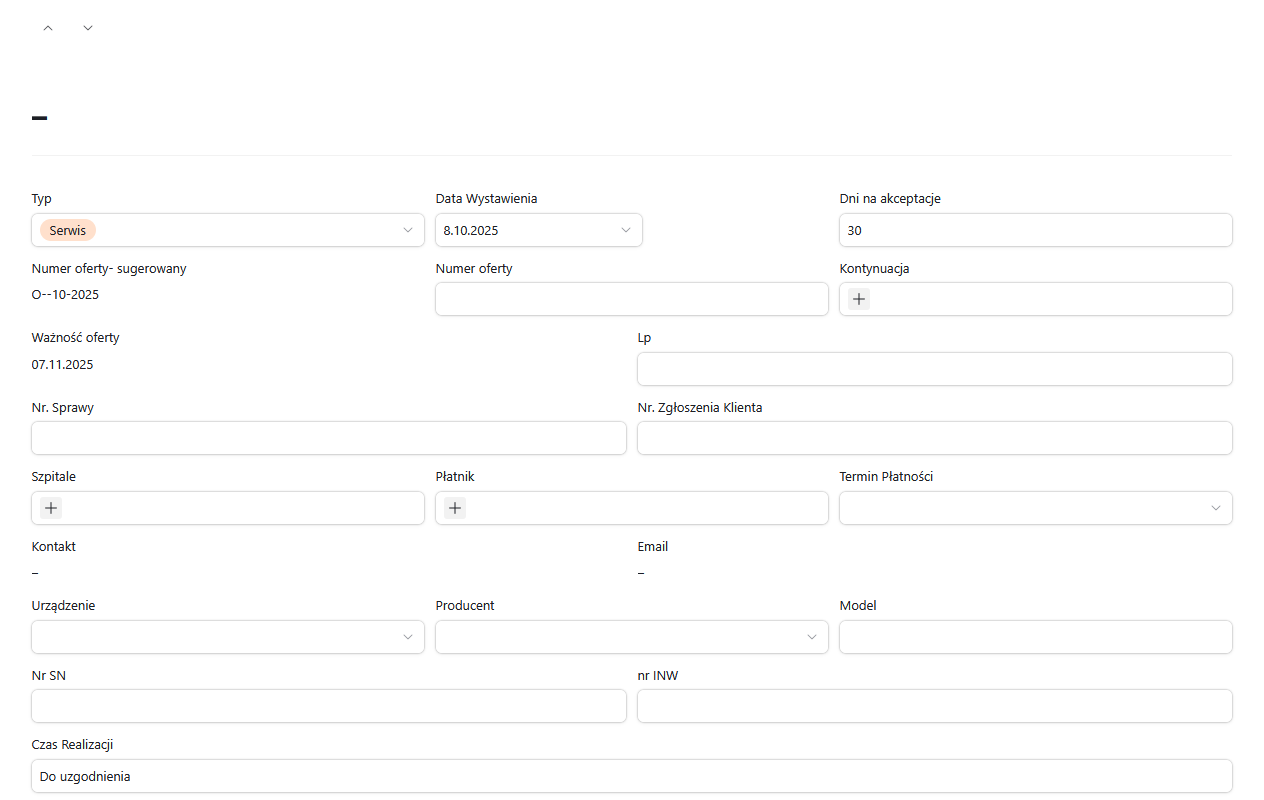 –
Typ
Data Wystawienia
Dni na akceptacje
Serwis
8.10.2025
30
Numer oferty- sugerowany
Numer oferty
Kontynuacja
O--10-2025
Ważność oferty
Lp
07.11.2025
Nr. Sprawy
Nr. Zgłoszenia Klienta
Szpitale
Płatnik
Termin Płatności
Kontakt
Email
–
–
Urządzenie
Producent
Model
Nr SN
nr INW
Czas Realizacji
Do uzgodnienia